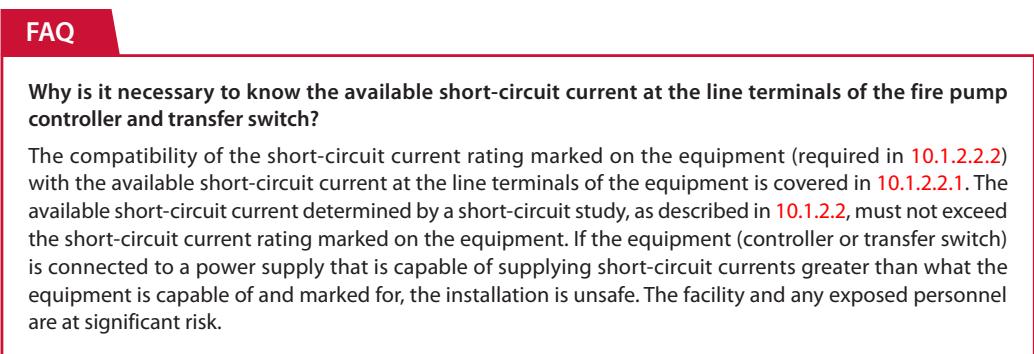 FAQ
Why is it necessary to know the available short-circuit current at the line terminals of the fire pump
controller and transfer switch?
The compatibility of the short-circuit current rating marked on the equipment (required in 10.1.2.2.2)
with the available short-circuit current at the line terminals of the equipment is covered in 10.1.2.2.1. The
available short-circuit current determined by a short-circuit study, as described in 10.1.2.2, must not exceed
the short-circuit current rating marked on the equipment. If the equipment (controller or transfer switch)
is connected to a power supply that is capable of supplying short-circuit currents greater than what the
equipment is capable of and marked for, the installation is unsafe. The facility and any exposed personnel
are at significant risk.